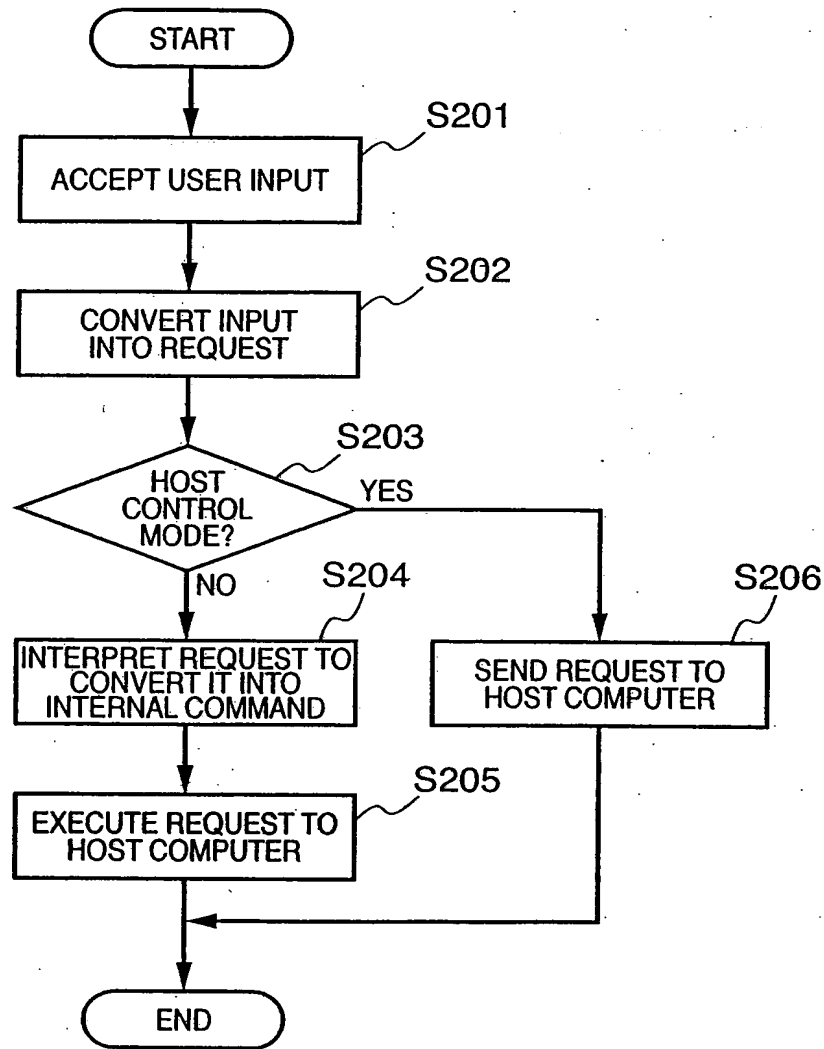 START
S201
ACCEPT USER INPUT
S202
CONVERT INPUT
INTO REQUEST
S203
HOST
CONTROL
MODE?
YES
NO
S204
INTERPRET REQUEST TO
CONVERT IT INTO
INTERNAL COMMAND
S206
SEND REQUEST TO
HOST COMPUTER
S205
EXECUTE REQUEST TO
HOST COMPUTER
END